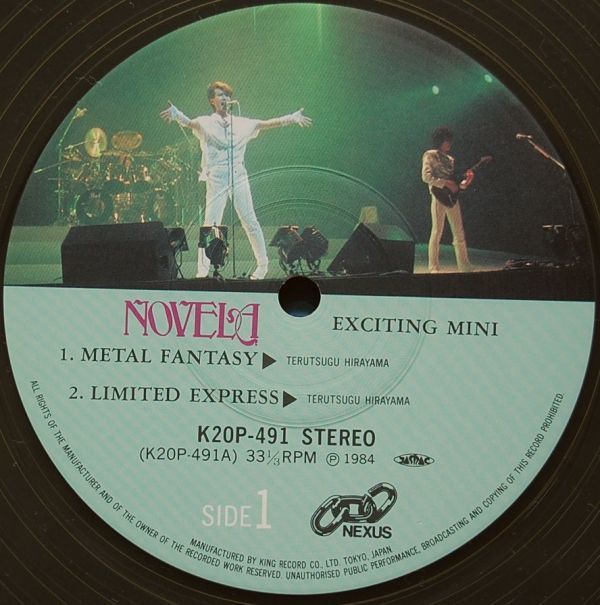 NOVELA
EXCITING MINI
1. METAL FANTASY▶ TERUTSUGU HIRAYAMA
2. LIMITED EXPRESS▶ TERUTSUGU HIRAYAMA
K20P-491 STEREO
(K20P-491A) 33⅓RPM Ⓟ 1984 JASRAC
SIDE 1
NEXUS
MANUFACTURED BY KING RECORD CO., LTD. TOKYO, JAPAN
ALL RIGHTS OF THE MANUFACTURER AND OF THE OWNER OF THE RECORDED WORK RESERVED. UNAUTHORISED PUBLIC PERFORMANCE, BROADCASTING AND COPYING OF THIS RECORD PROHIBITED.